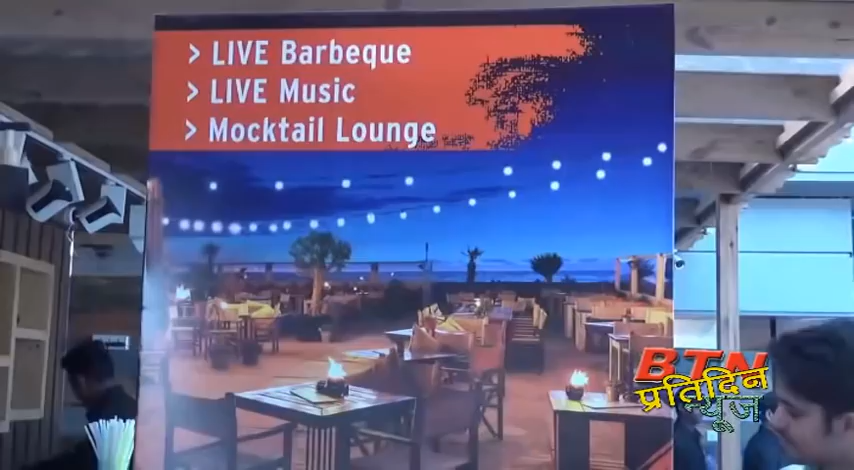 > LIVE Barbeque
> LIVE Music
> Mocktail Lounge
BTN
प्रतिदिन
न्यूज